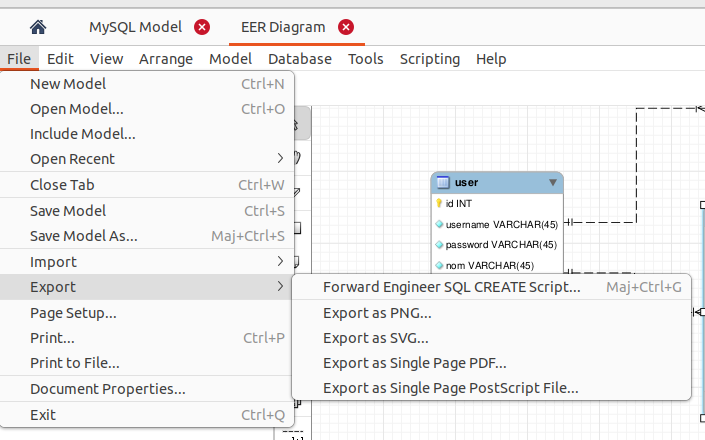 MySQL Model
EER Diagram
File Edit View Arrange Model Database Tools Scripting Help
New Model Ctrl+N
Open Model... Ctrl+O
Include Model...
Open Recent
Close Tab Ctrl+W
Save Model Ctrl+S
Save Model As... Maj+Ctrl+S
Import
Export
Page Setup...
Print... Ctrl+P
Print to File...
Document Properties...
Exit Ctrl+Q
user
id INT
username VARCHAR(45)
password VARCHAR(45)
nom VARCHAR(45)
Forward Engineer SQL CREATE Script... Maj+Ctrl+G
Export as PNG...
Export as SVG...
Export as Single Page PDF...
Export as Single Page PostScript File...